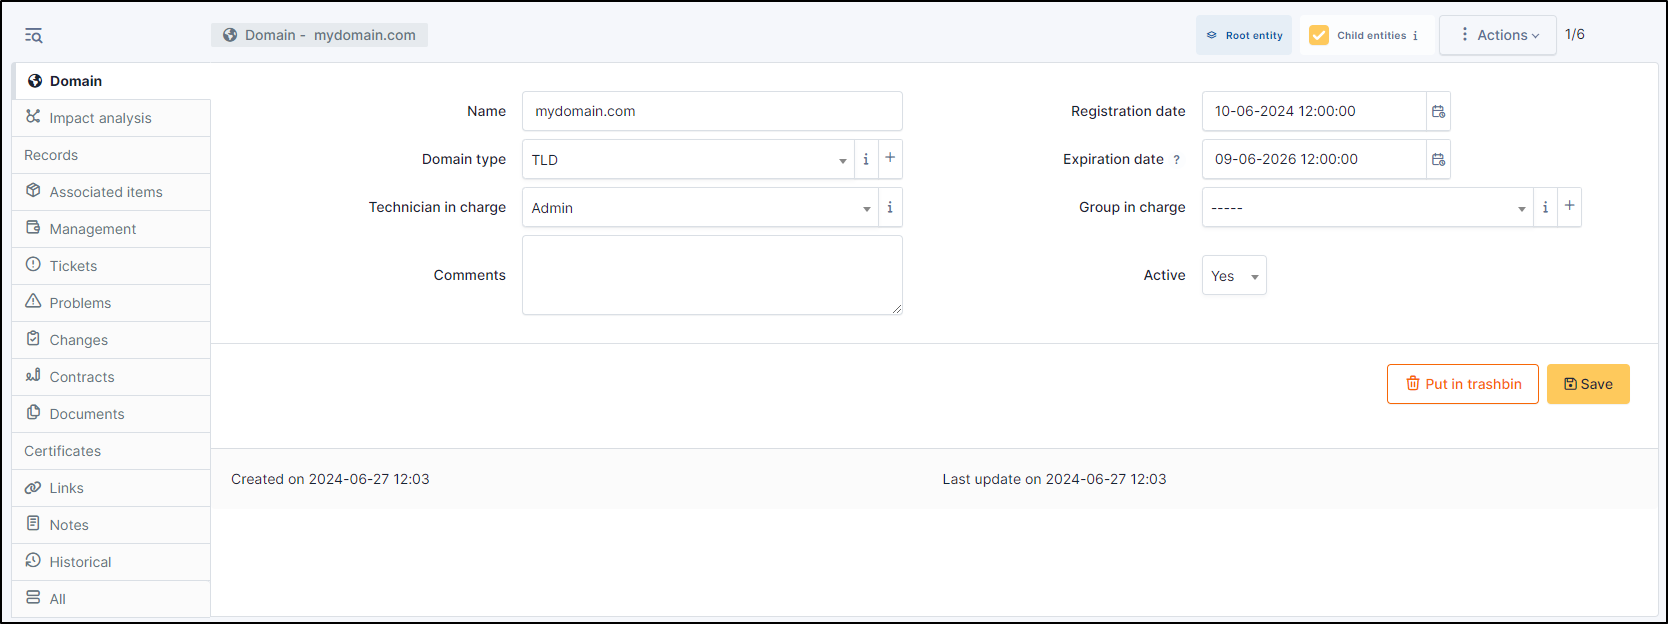 Domain - mydomain.com
Root entity
Child entities i
Actions
1/6
Domain
Impact analysis
Records
Associated items
Management
Tickets
Problems
Changes
Contracts
Documents
Certificates
Links
Notes
Historical
All
Name mydomain.com
Registration date 10-06-2024 12:00:00
Domain type TLD i +
Expiration date ? 09-06-2026 12:00:00
Technician in charge Admin i
Group in charge ----- i +
Comments
Active Yes
Put in trashbin
Save
Created on 2024-06-27 12:03
Last update on 2024-06-27 12:03